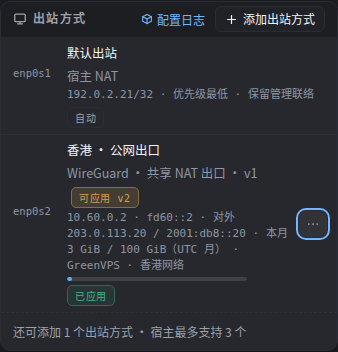 出站方式
配置日志
+ 添加出站方式
enp0s1
默认出站
宿主 NAT
192.0.2.21/32 · 优先级最低 · 保留管理联络
自动
enp0s2
香港 · 公网出口
WireGuard · 共享 NAT 出口 · v1
可应用 v2
10.60.0.2 · fd60::2 · 对外
203.0.113.20 / 2001:db8::20 · 本月
3 GiB / 100 GiB（UTC 月） ·
GreenVPS · 香港网络
已应用
还可添加 1 个出站方式 · 宿主最多支持 3 个